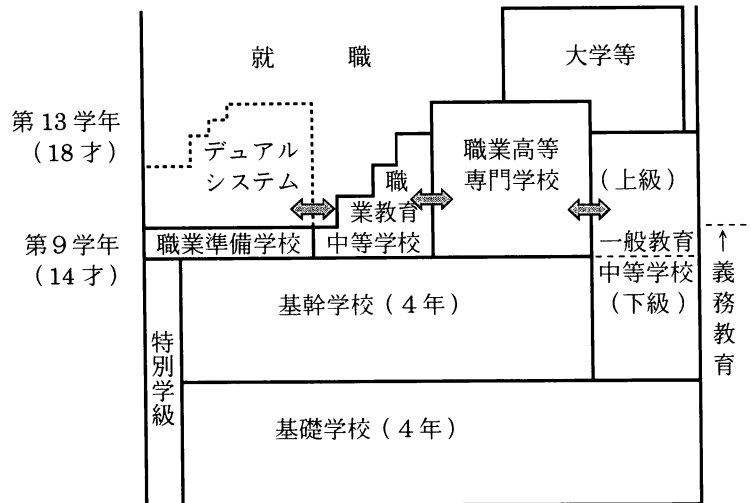 就　職
大学等
第13学年
（18才）
デュアル
システム
職
業教育
中等学校
職業高等
専門学校
（上級）
一般教育
中等学校
（下級）
第9学年
（14才）
職業準備学校
↑義務教育
基幹学校（4年）
特別学級
基礎学校（4年）